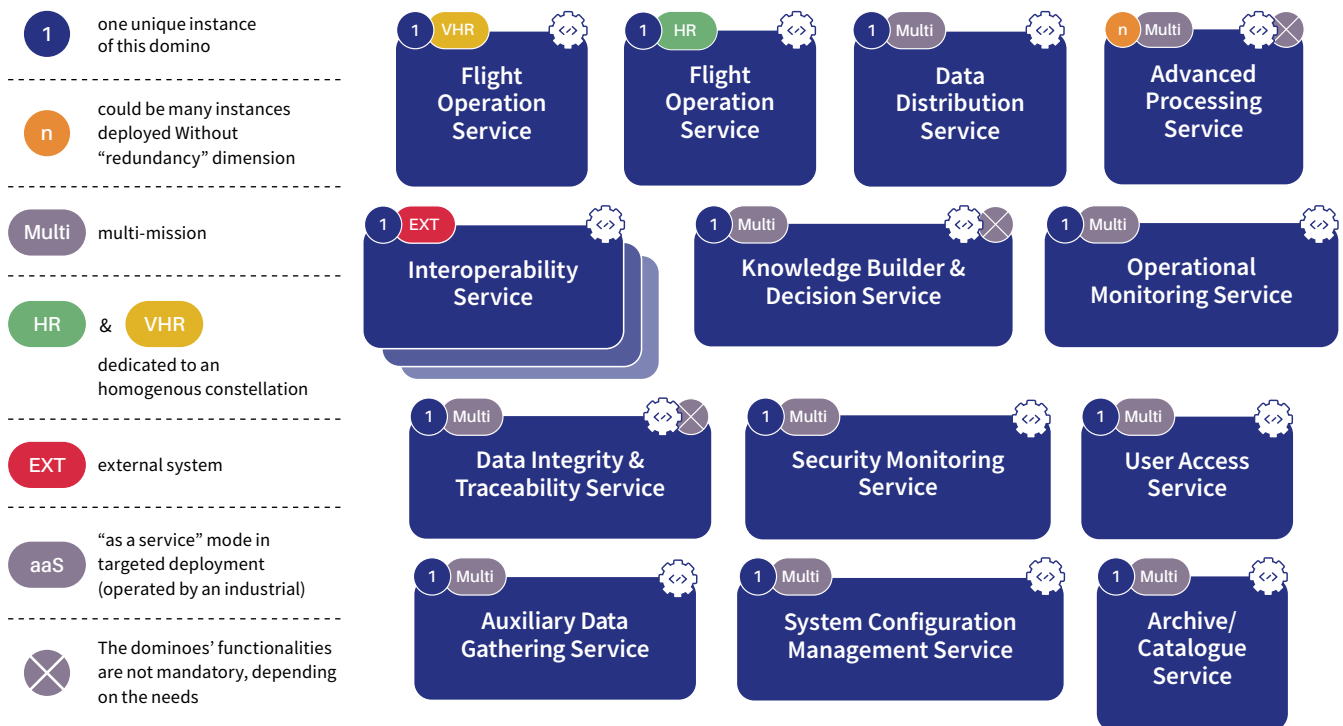 1
one unique instance
of this domino
n
could be many instances
deployed Without
“redundancy” dimension
Multi
multi-mission
HR
&
VHR
dedicated to an
homogenous constellation
EXT
external system
aaS
“as a service” mode in
targeted deployment
(operated by an industrial)
The dominoes’ functionalities
are not mandatory, depending
on the needs
1
VHR
</>
Flight
Operation
Service
1
HR
</>
Flight
Operation
Service
1
Multi
</>
Data
Distribution
Service
n
Multi
</>
Advanced
Processing
Service
1
EXT
</>
Interoperability
Service
1
Multi
</>
Knowledge Builder &
Decision Service
1
Multi
</>
Operational
Monitoring Service
1
Multi
</>
Data Integrity &
Traceability Service
1
Multi
</>
Security Monitoring
Service
1
Multi
</>
User Access
Service
1
Multi
</>
Auxiliary Data
Gathering Service
1
Multi
</>
System Configuration
Management Service
1
Multi
</>
Archive/
Catalogue
Service